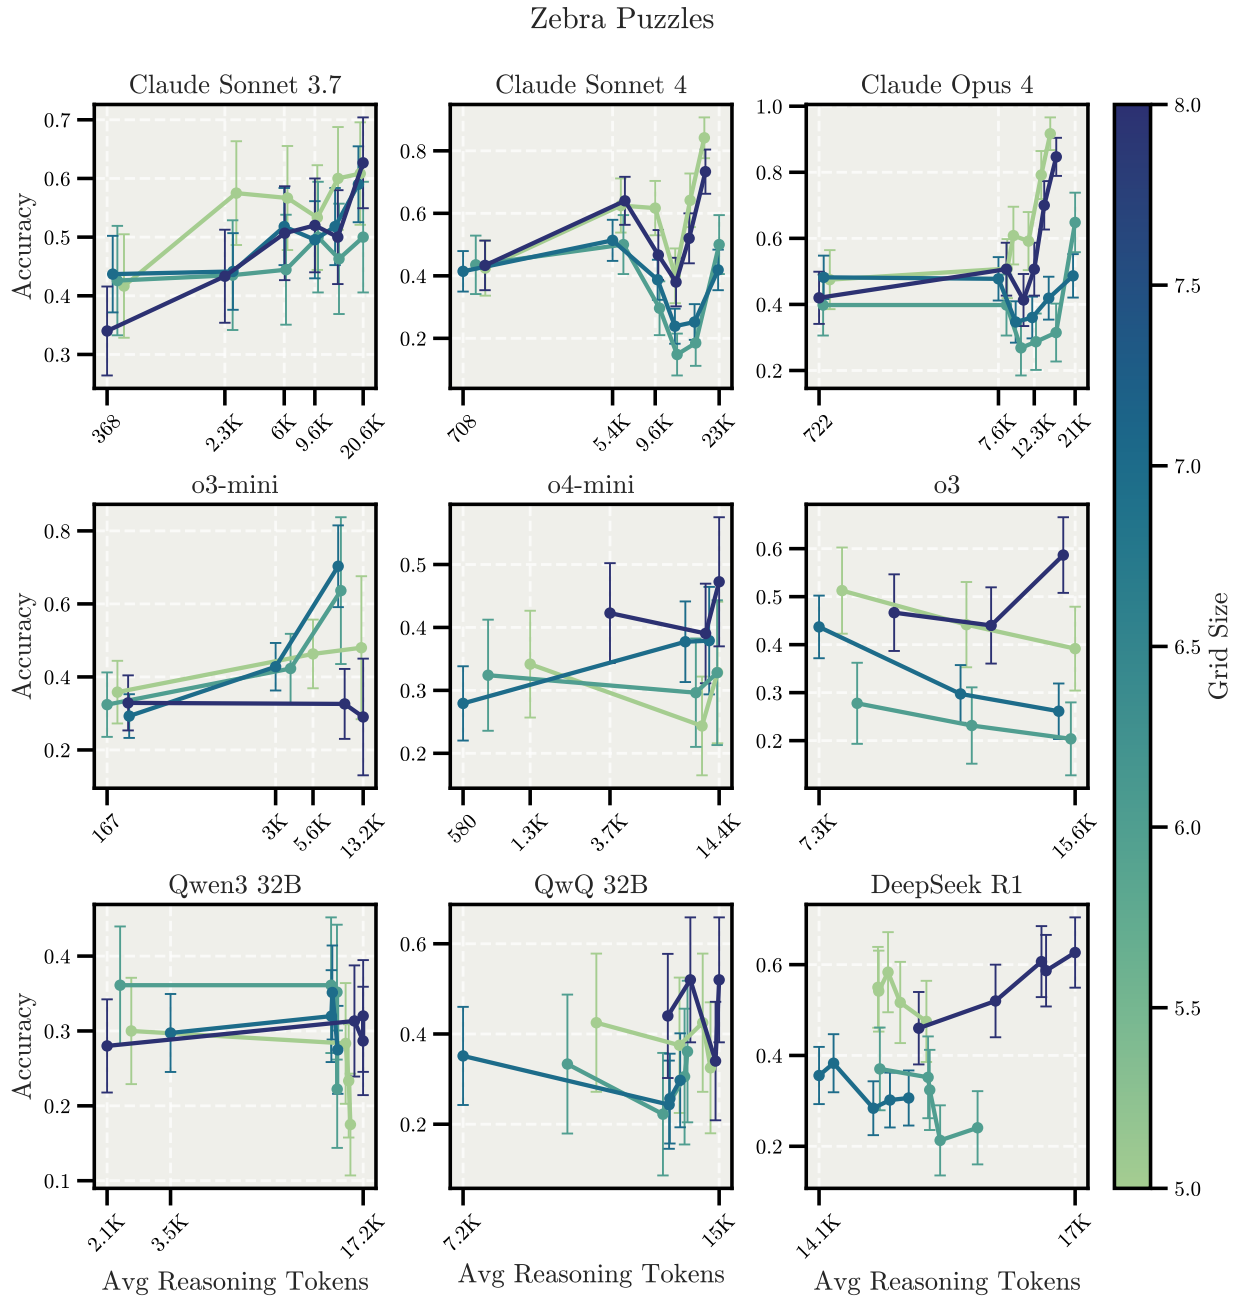 Zebra Puzzles
Claude Sonnet 3.7
Claude Sonnet 4
Claude Opus 4
Accuracy
0.7
0.6
0.5
0.4
0.3
368
2.3K
6K
9.6K
20.6K
0.8
0.6
0.4
0.2
708
5.4K
9.6K
23K
1.0
0.8
0.6
0.4
0.2
722
7.6K
12.3K
21K
o3-mini
o4-mini
o3
Accuracy
0.8
0.6
0.4
0.2
167
3K
5.6K
13.2K
0.5
0.4
0.3
0.2
580
1.3K
3.7K
14.4K
0.6
0.5
0.4
0.3
0.2
7.3K
15.6K
Qwen3 32B
QwQ 32B
DeepSeek R1
Accuracy
0.4
0.3
0.2
0.1
2.1K
3.5K
17.2K
Avg Reasoning Tokens
0.6
0.4
0.2
7.2K
15K
Avg Reasoning Tokens
0.6
0.4
0.2
14.1K
17K
Avg Reasoning Tokens
8.0
7.5
7.0
6.5
6.0
5.5
5.0
Grid Size